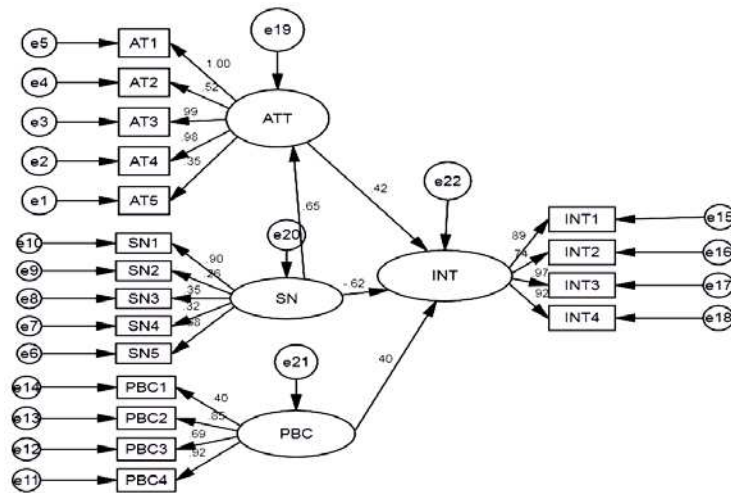 e19
e5 AT1
1.00
e4 AT2
.52
e3 AT3
.99
ATT
e2 AT4
.98
e1 AT5
.35
.42
e22
.65
e20
e10 SN1
.90
e9 SN2
.26
e8 SN3
.35
SN
e7 SN4
.32
e6 SN5
-.62
INT
.89
INT1 e15
.74
INT2 e16
.97
INT3 e17
.92
INT4 e18
e21
.40
e14 PBC1
.40
e13 PBC2
.85
e12 PBC3
.69
PBC
e11 PBC4
.92